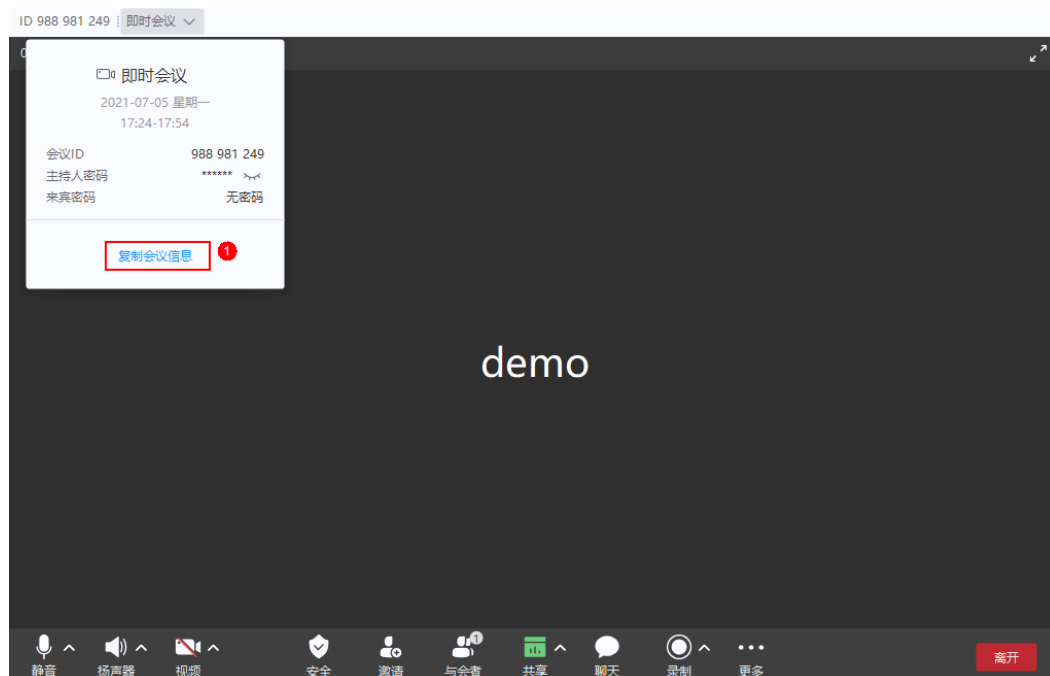 ID 988 981 249 即时会议
即时会议
2021-07-05 星期一
17:24-17:54
会议ID 988 981 249
主持人密码 ******
来宾密码 无密码
复制会议信息 1
demo
1
静音 扬声器 视频 安全 邀请 与会者 共享 聊天 录制 更多 离开